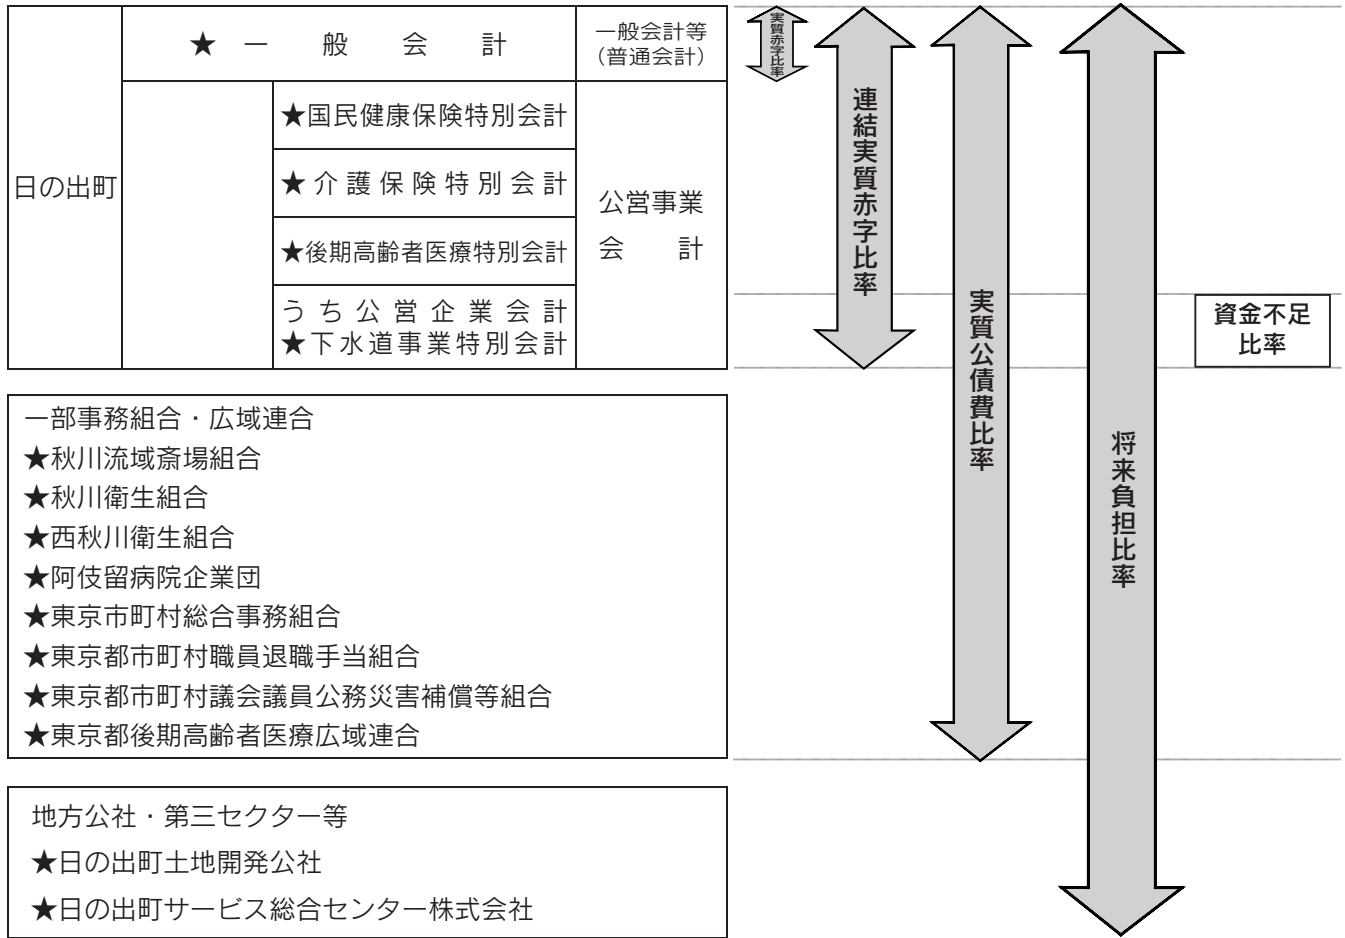 日の出町
★ 一 般 会 計
一般会計等
（普通会計）
★国民健康保険特別会計
★介護保険特別会計
★後期高齢者医療特別会計
うち公営企業会計
★下水道事業特別会計
公営事業
会 計
実質赤字比率
連結実質赤字比率
実質公債費比率
将来負担比率
資金不足
比率
一部事務組合・広域連合
★秋川流域斎場組合
★秋川衛生組合
★西秋川衛生組合
★阿伎留病院企業団
★東京市町村総合事務組合
★東京都市町村職員退職手当組合
★東京都市町村議会議員公務災害補償等組合
★東京都後期高齢者医療広域連合
地方公社・第三セクター等
★日の出町土地開発公社
★日の出町サービス総合センター株式会社